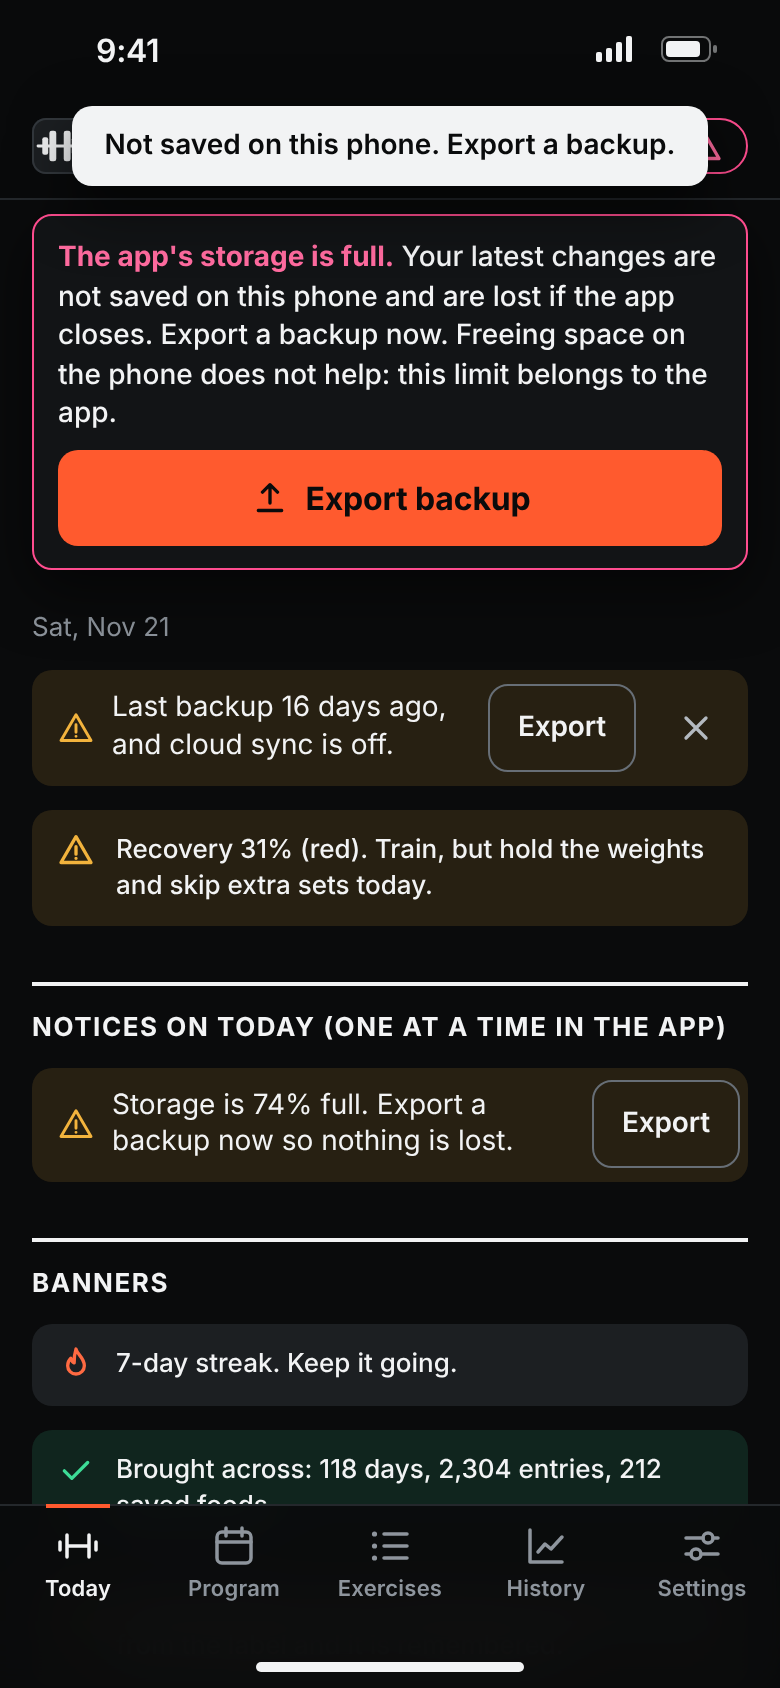 9:41
Not saved on this phone. Export a backup.
The app's storage is full. Your latest changes are
not saved on this phone and are lost if the app
closes. Export a backup now. Freeing space on
the phone does not help: this limit belongs to the
app.
Export backup
Sat, Nov 21
Last backup 16 days ago,
and cloud sync is off.
Export
Recovery 31% (red). Train, but hold the weights
and skip extra sets today.
NOTICES ON TODAY (ONE AT A TIME IN THE APP)
Storage is 74% full. Export a
backup now so nothing is lost.
Export
BANNERS
7-day streak. Keep it going.
Brought across: 118 days, 2,304 entries, 212
saved foods
Today
Program
Exercises
History
Settings